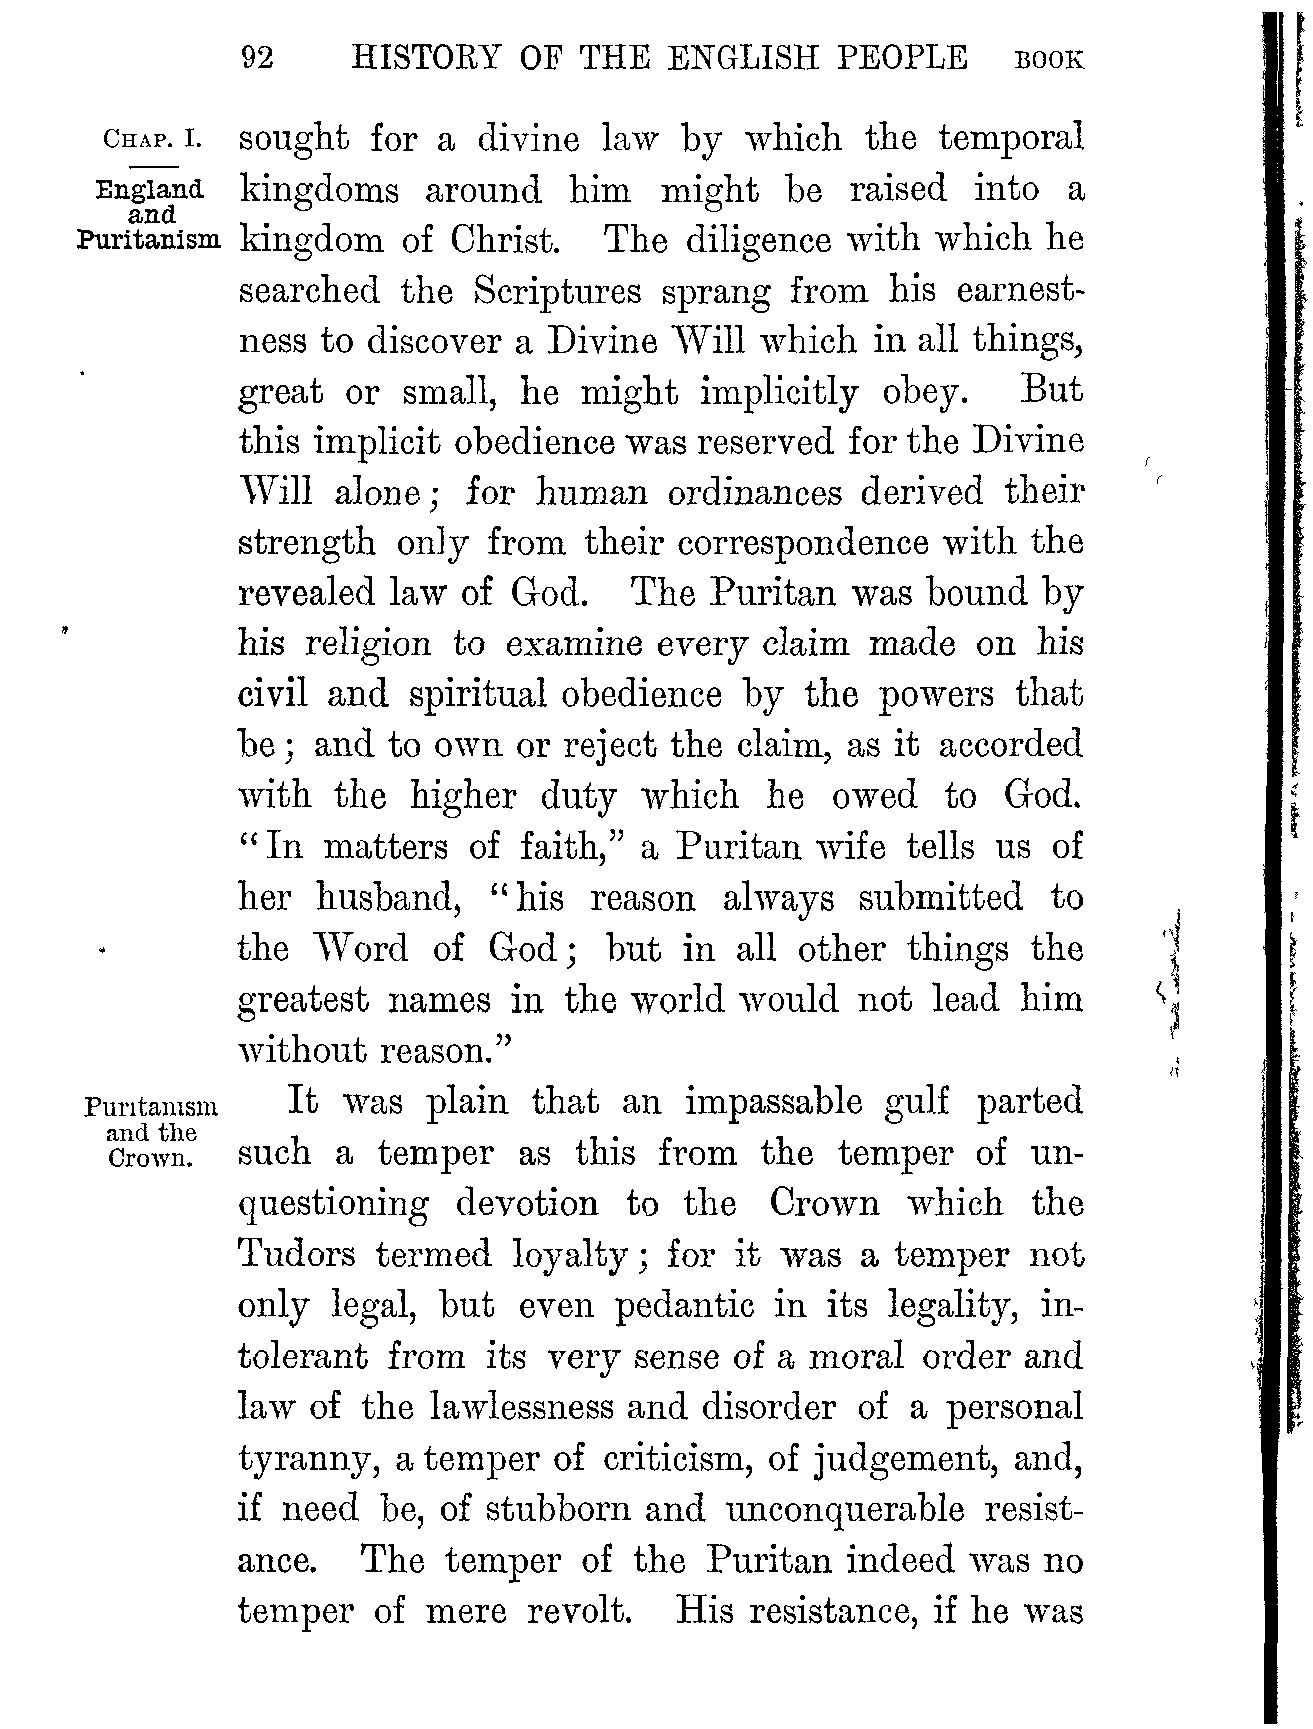 92 HISTORY OF THE ENGLISH PEOPLE BOOK
CHAP. I.
England
and
Puritanism
sought for a divine law by which the temporal
kingdoms around him might be raised into a
kingdom of Christ. The diligence with which he
searched the Scriptures sprang from his earnest-
ness to discover a Divine Will which in all things,
great or small, he might implicitly obey. But
this implicit obedience was reserved for the Divine
Will alone; for human ordinances derived their
strength only from their correspondence with the
revealed law of God. The Puritan was bound by
his religion to examine every claim made on his
civil and spiritual obedience by the powers that
be; and to own or reject the claim, as it accorded
with the higher duty which he owed to God.
“In matters of faith,” a Puritan wife tells us of
her husband, “his reason always submitted to
the Word of God; but in all other things the
greatest names in the world would not lead him
without reason.”
Puritanism
and the
Crown.
It was plain that an impassable gulf parted
such a temper as this from the temper of un-
questioning devotion to the Crown which the
Tudors termed loyalty; for it was a temper not
only legal, but even pedantic in its legality, in-
tolerant from its very sense of a moral order and
law of the lawlessness and disorder of a personal
tyranny, a temper of criticism, of judgement, and,
if need be, of stubborn and unconquerable resist-
ance. The temper of the Puritan indeed was no
temper of mere revolt. His resistance, if he was